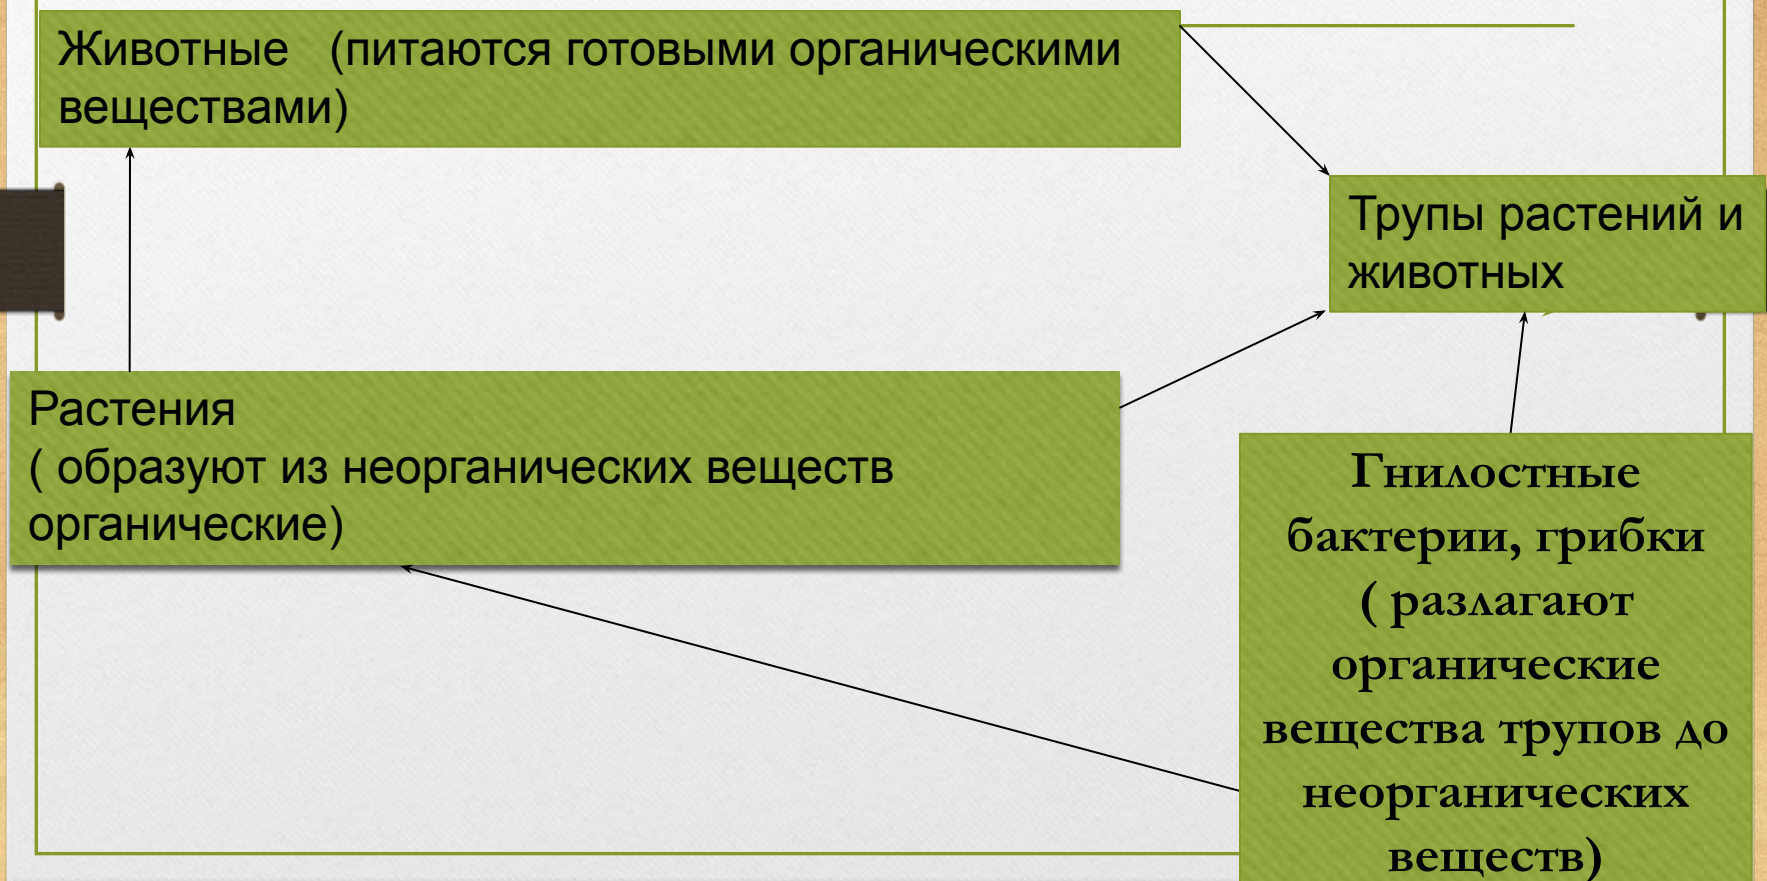 Животные (питаются готовыми органическими
веществами)
Трупы растений и
животных
Растения
( образуют из неорганических веществ
органические)
Гнилостные
бактерии, грибки
( разлагают
органические
вещества трупов до
неорганических
веществ)